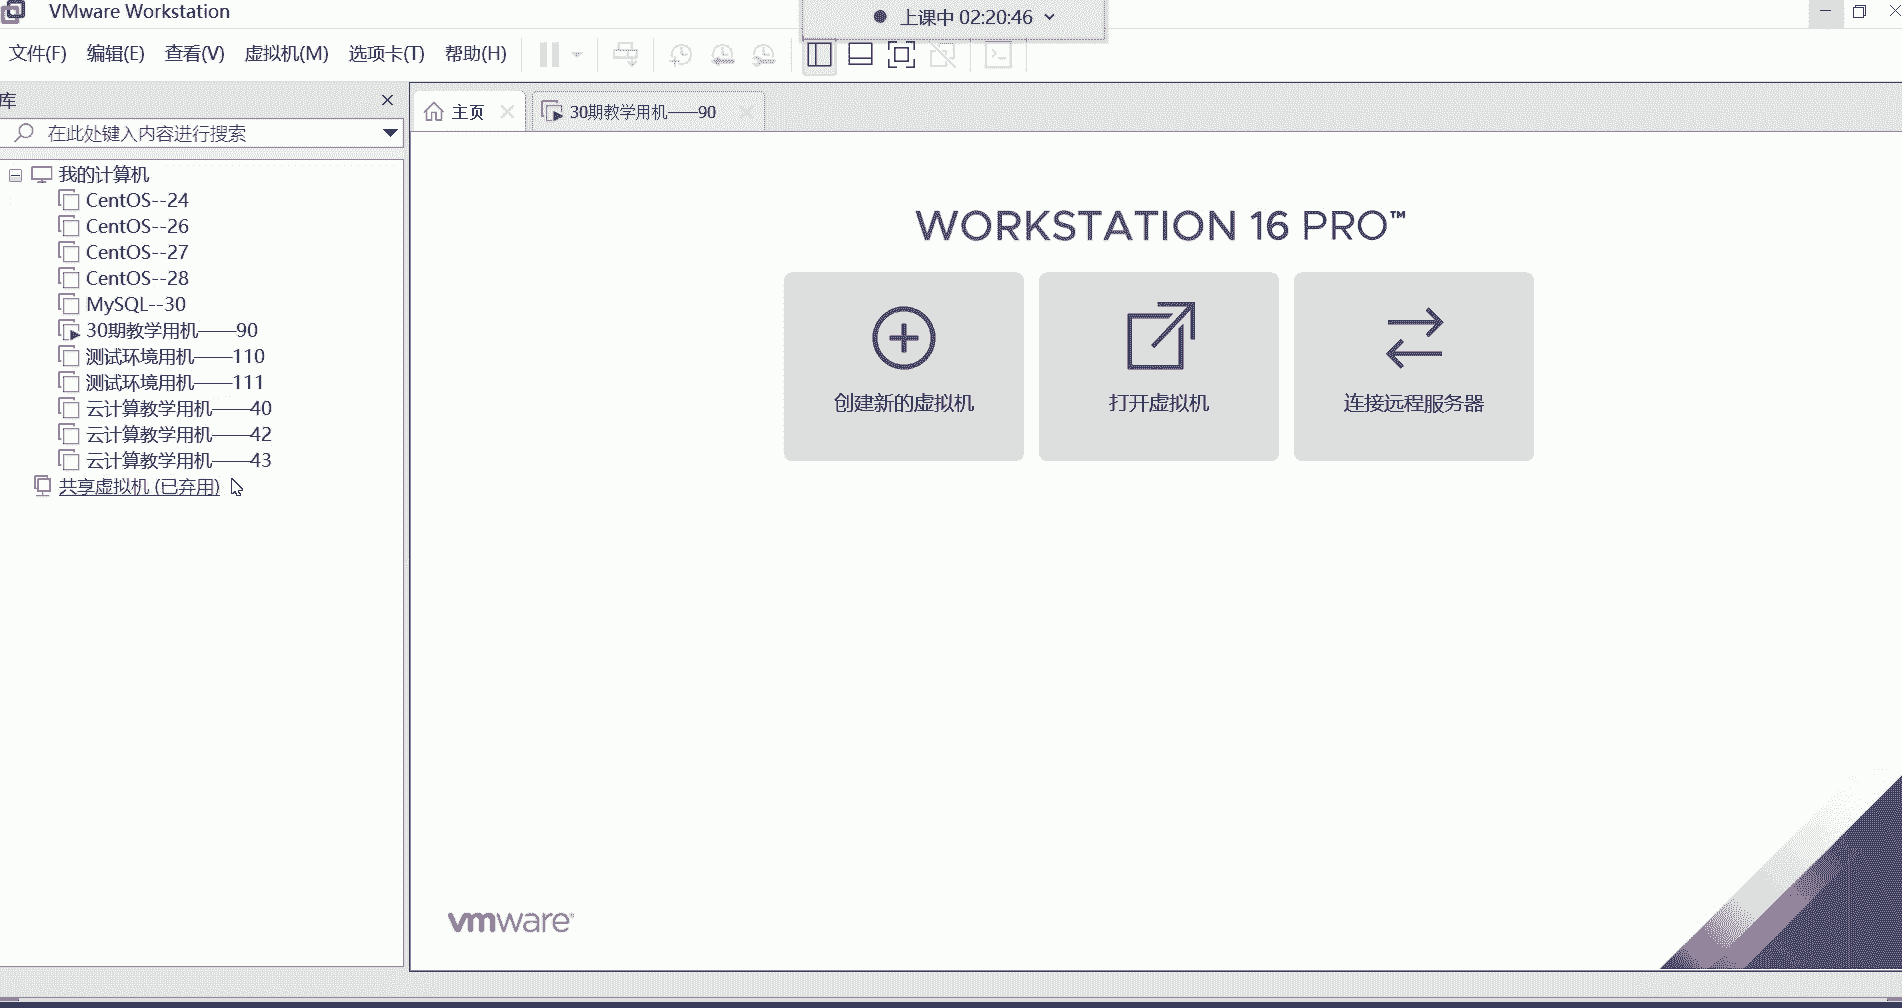 VMware Workstation
上课中 02:20:46
文件(F) 编辑(E) 查看(V) 虚拟机(M) 选项卡(T) 帮助(H)
库
主页
30期教学用机——90
在此处键入内容进行搜索
我的计算机
CentOS--24
CentOS--26
CentOS--27
CentOS--28
MySQL--30
30期教学用机——90
测试环境用机——110
测试环境用机——111
云计算教学用机——40
云计算教学用机——42
云计算教学用机——43
共享虚拟机 (已弃用)
WORKSTATION 16 PRO™
创建新的虚拟机
打开虚拟机
连接远程服务器
vmware